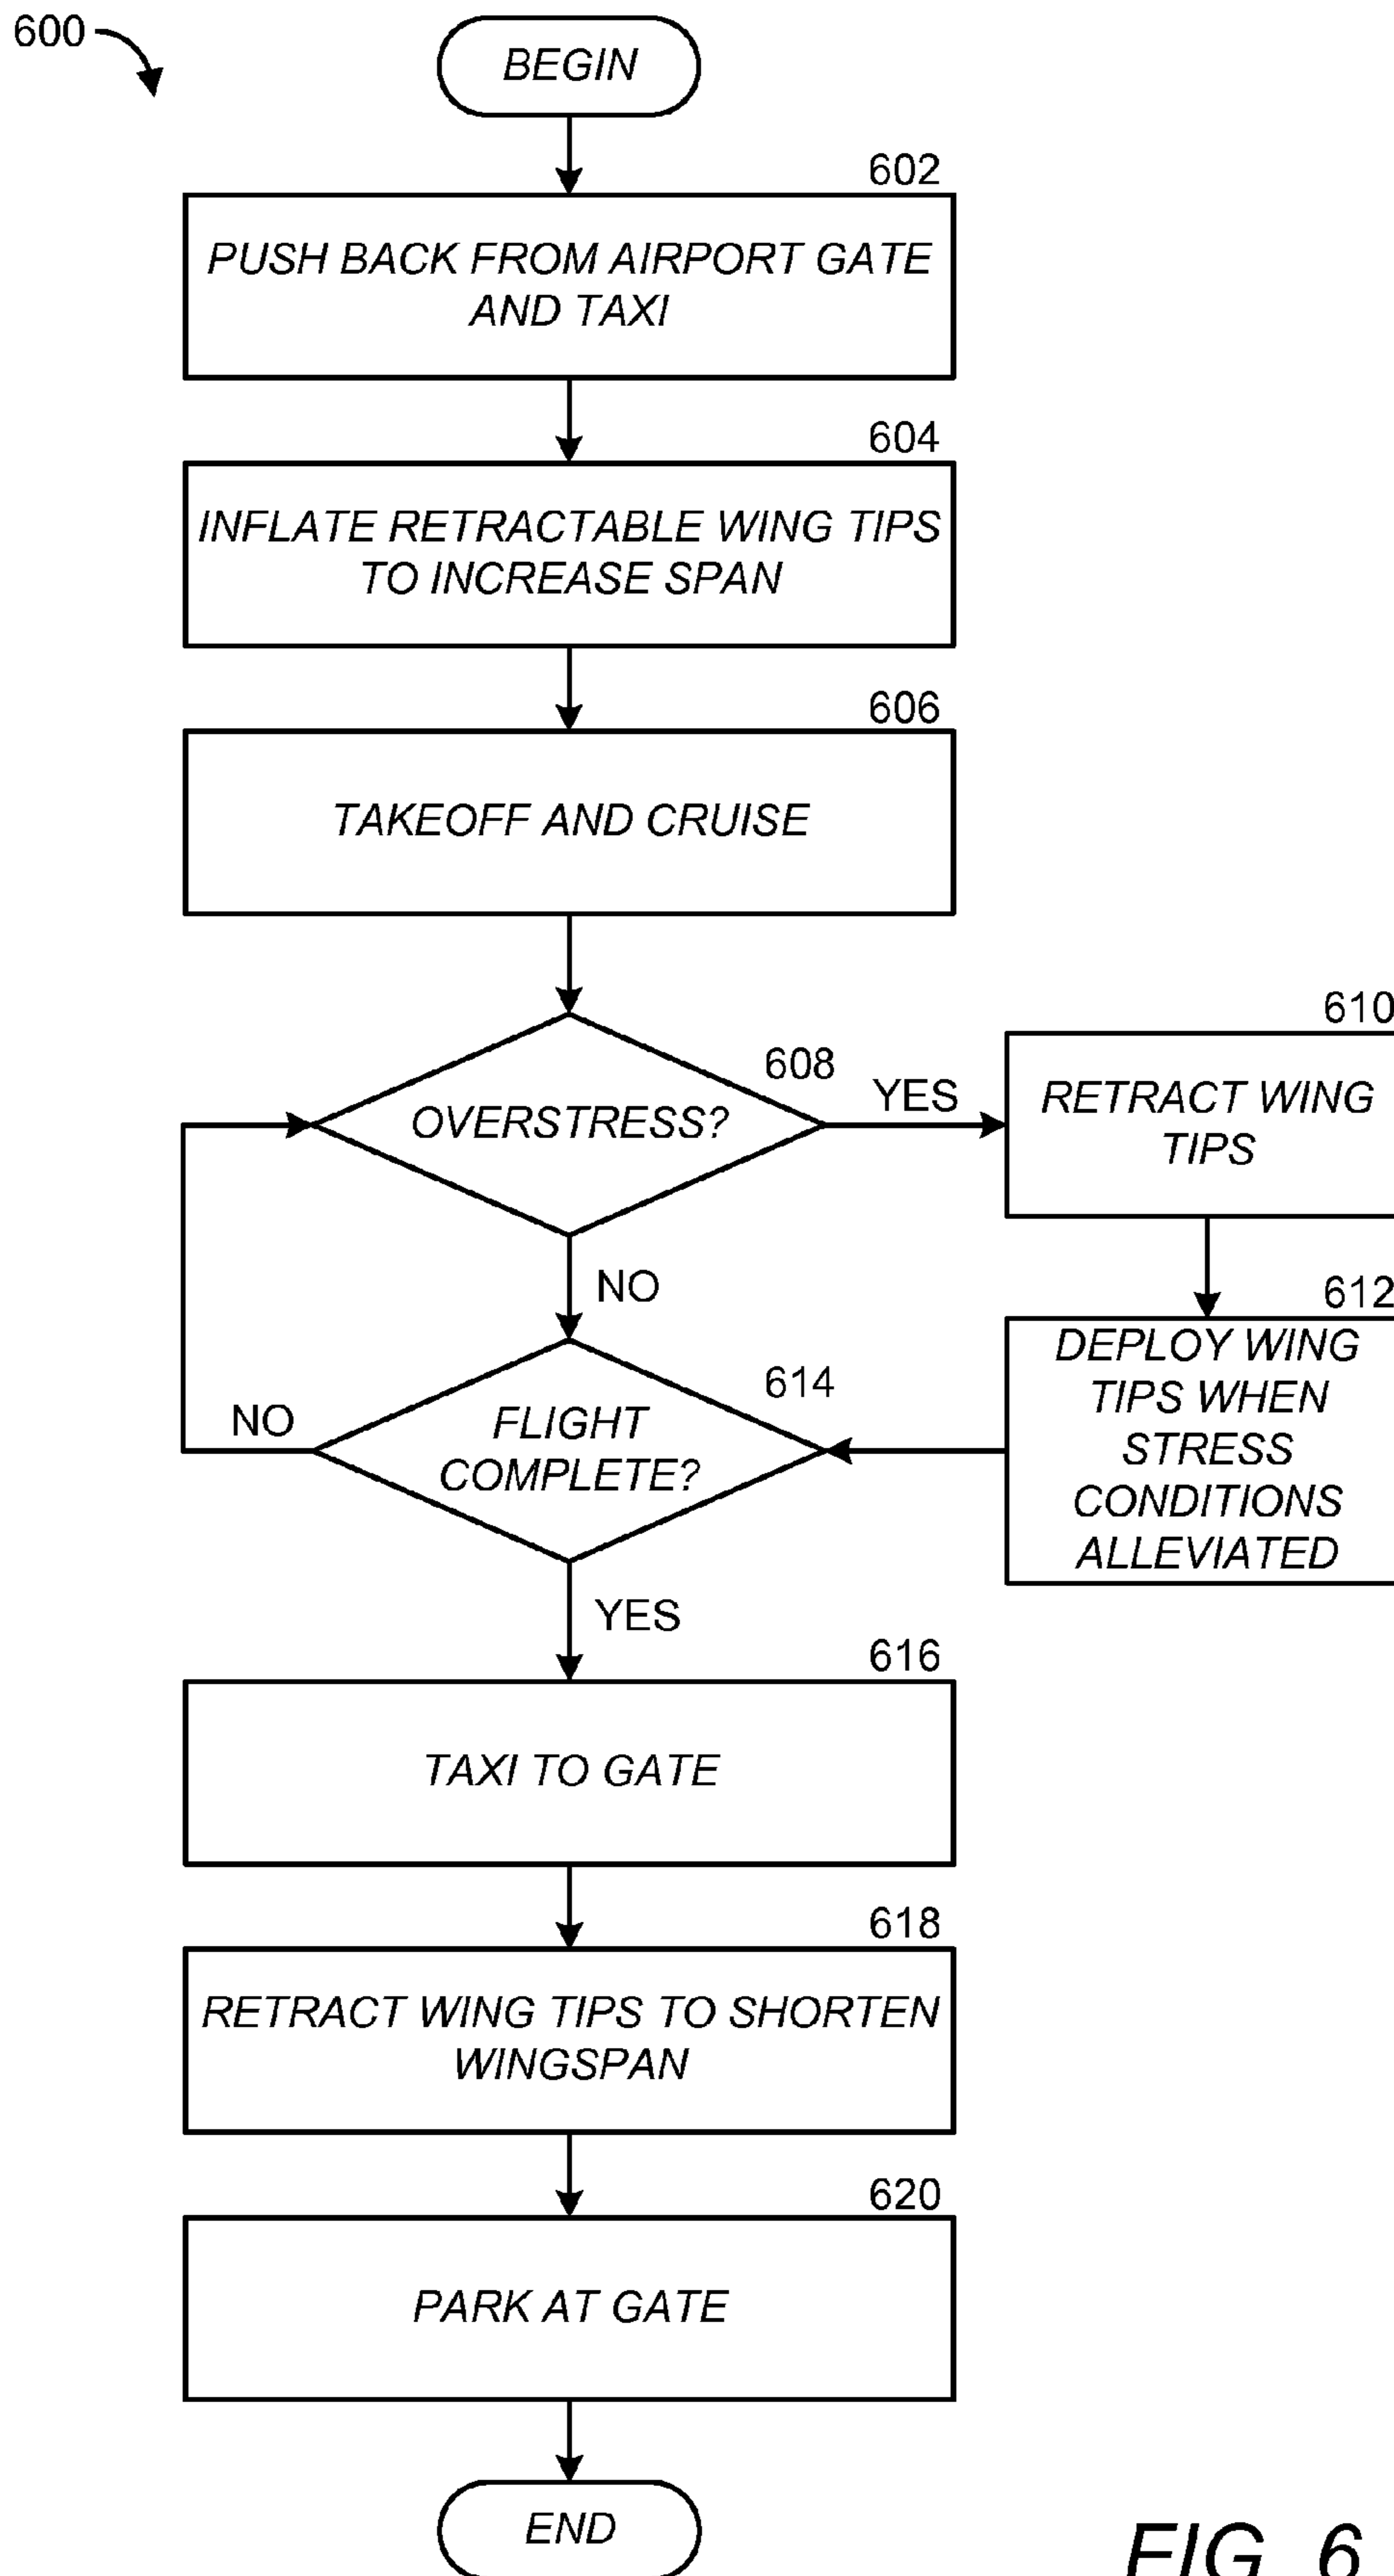 600
BEGIN
602
PUSH BACK FROM AIRPORT GATE
AND TAXI
604
INFLATE RETRACTABLE WING TIPS
TO INCREASE SPAN
606
TAKEOFF AND CRUISE
608
OVERSTRESS?
YES
610
RETRACT WING
TIPS
NO
612
DEPLOY WING
TIPS WHEN
STRESS
CONDITIONS
ALLEVIATED
614
FLIGHT
COMPLETE?
NO
YES
616
TAXI TO GATE
618
RETRACT WING TIPS TO SHORTEN
WINGSPAN
620
PARK AT GATE
END
FIG. 6